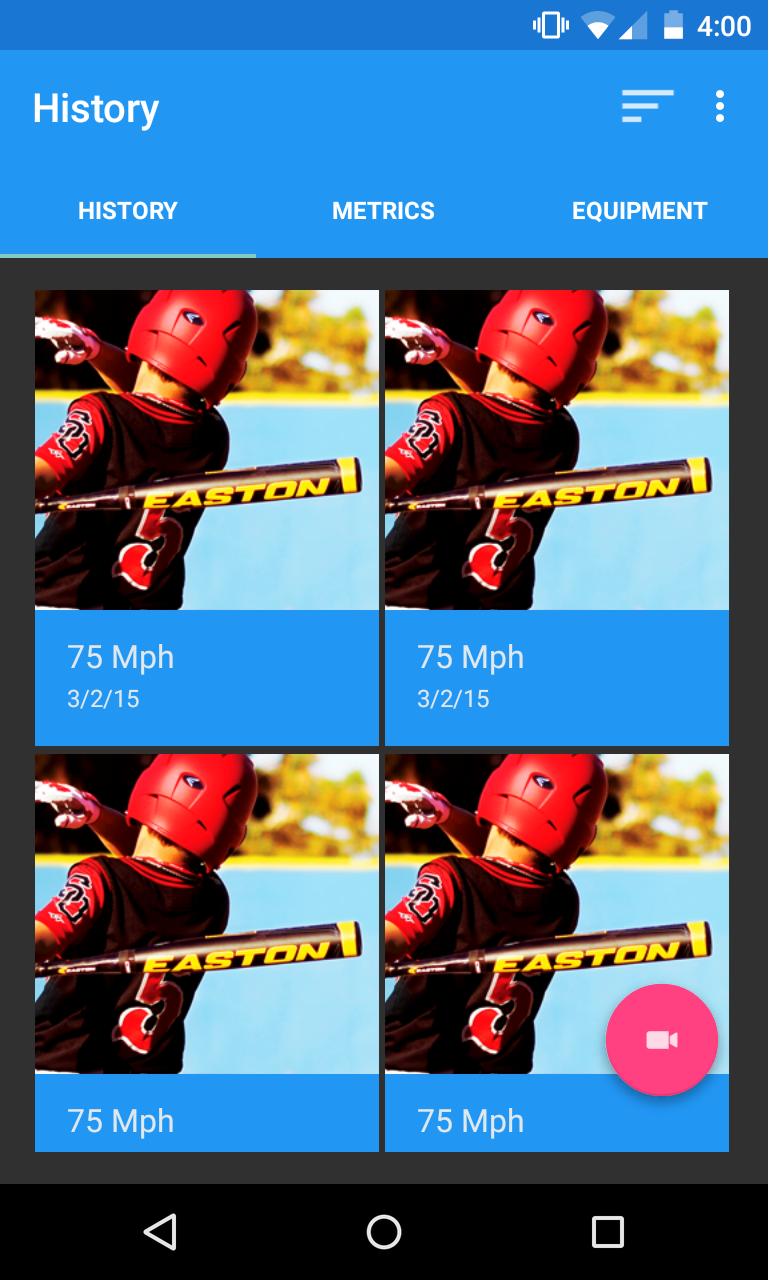 4:00
History
HISTORY METRICS EQUIPMENT
EASTON EASTON
75 Mph 75 Mph
3/2/15 3/2/15
EASTON EASTON
75 Mph 75 Mph